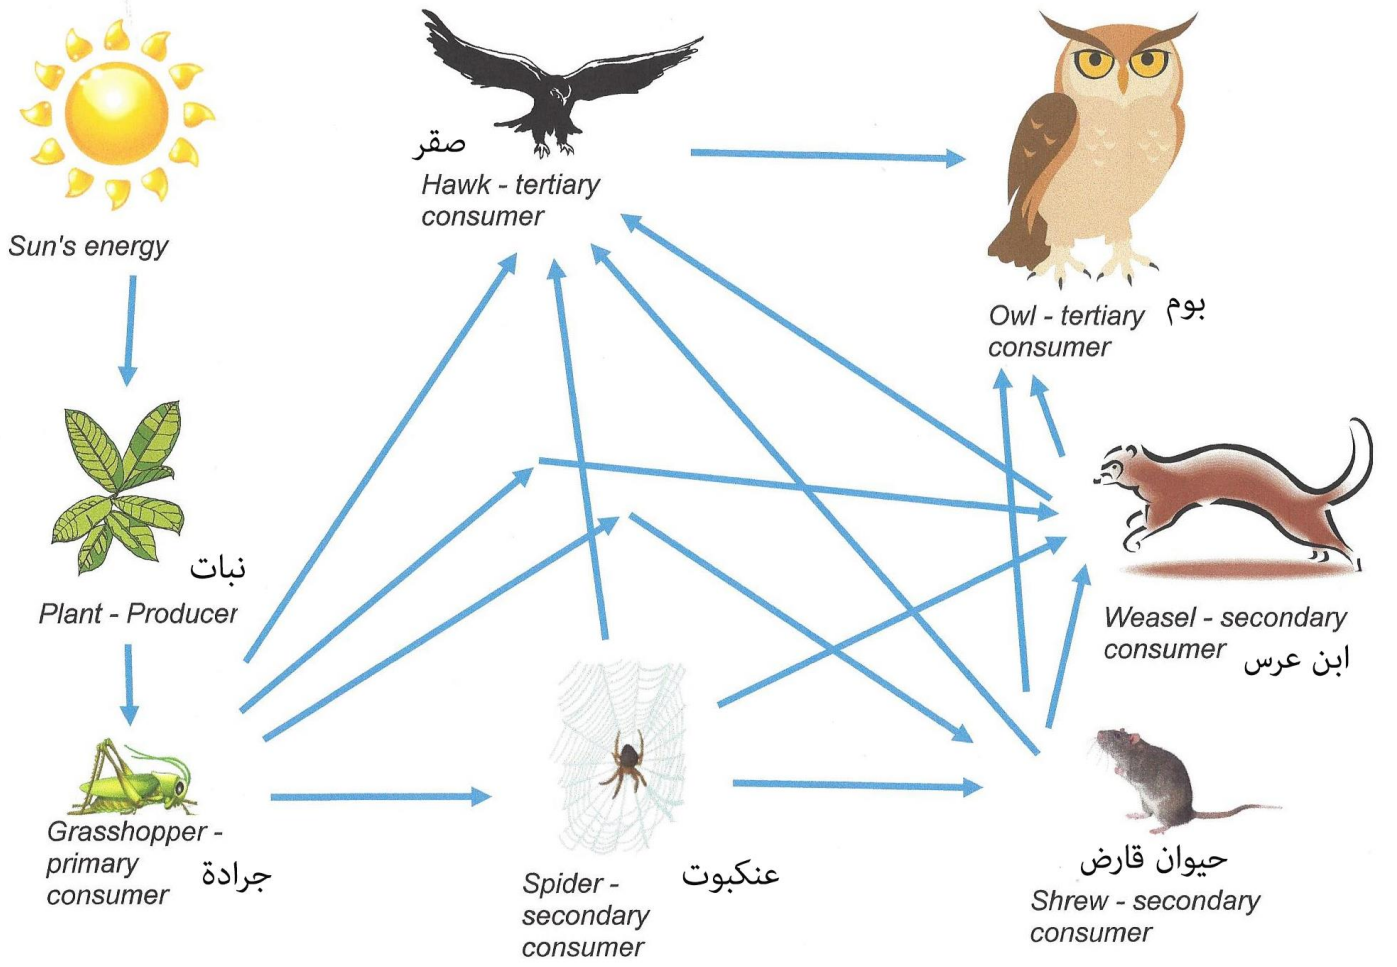 صقر
Hawk - tertiary
consumer
Sun's energy
Owl - tertiary
consumer
بوم
نبات
Plant - Producer
Weasel - secondary
consumer
ابن عرس
Grasshopper -
primary
consumer
جرادة
Spider -
secondary
consumer
عنكبوت
حيوان قارض
Shrew - secondary
consumer